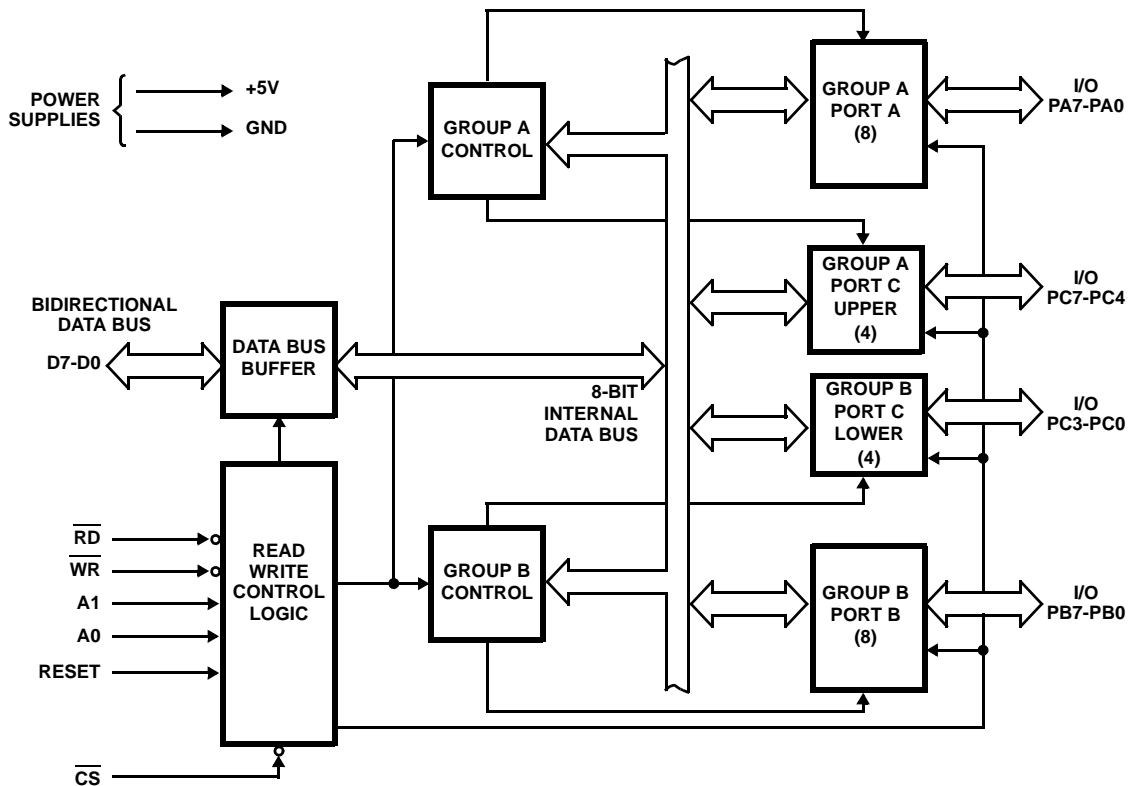 POWER
SUPPLIES
+5V
GND
GROUP A
CONTROL
GROUP A
PORT A
(8)
I/O
PA7-PA0
GROUP A
PORT C
UPPER
(4)
I/O
PC7-PC4
BIDIRECTIONAL
DATA BUS
D7-D0
DATA BUS
BUFFER
8-BIT
INTERNAL
DATA BUS
GROUP B
PORT C
LOWER
(4)
I/O
PC3-PC0
RD
WR
A1
A0
RESET
CS
READ
WRITE
CONTROL
LOGIC
GROUP B
CONTROL
GROUP B
PORT B
(8)
I/O
PB7-PB0